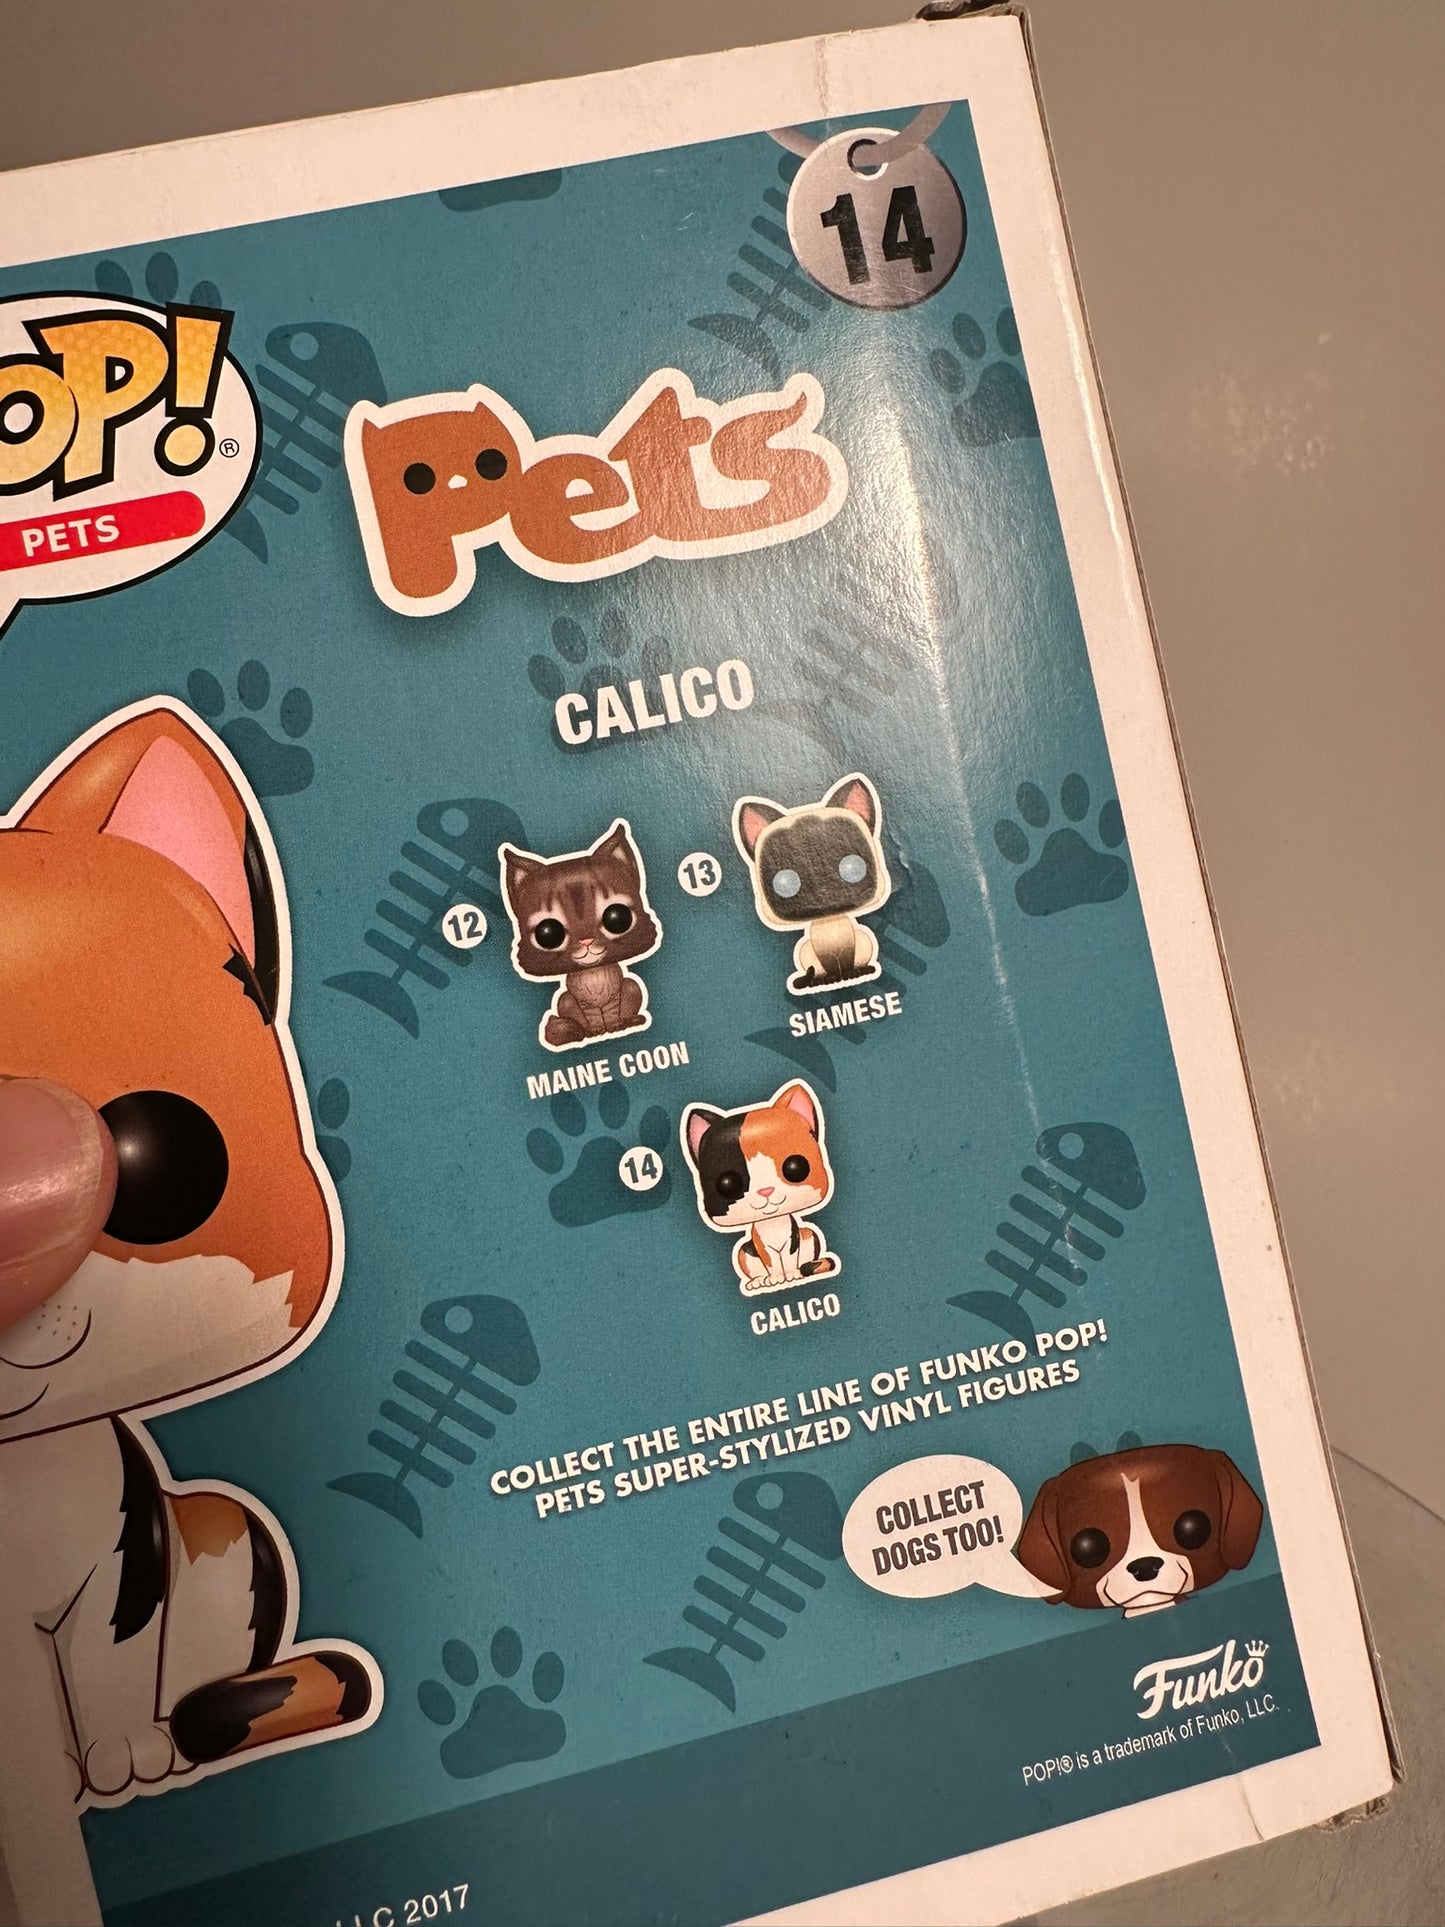 14
POP!®
PETS
Pets
CALICO
12
13
MAINE COON
SIAMESE
14
CALICO
COLLECT THE ENTIRE LINE OF FUNKO POP!
PETS SUPER-STYLIZED VINYL FIGURES
COLLECT
DOGS TOO!
Funko
POP!® is a trademark of Funko, LLC.
LLC 2017